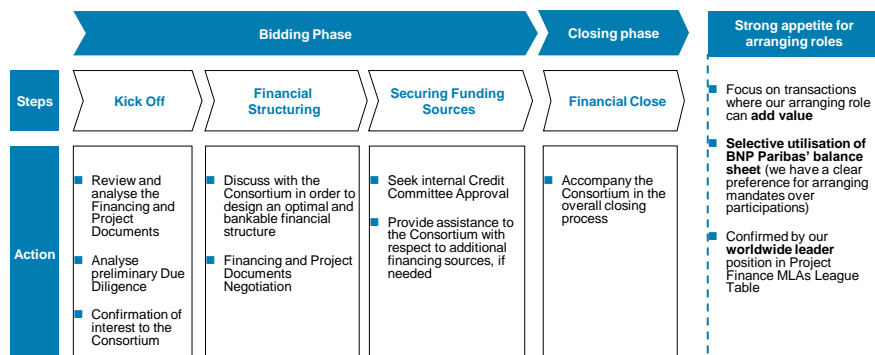 Bidding Phase
Closing phase
Strong appetite for
arranging roles
Steps
Kick Off
Financial
Structuring
Securing Funding
Sources
Financial Close
Action
Review and
analyse the
Financing and
Project
Documents
Analyse
preliminary Due
Diligence
Confirmation of
interest to the
Consortium
Discuss with the
Consortium in order to
design an optimal and
bankable financial
structure
Financing and Project
Documents
Negotiation
Seek internal Credit
Committee Approval
Provide assistance to
the Consortium with
respect to additional
financing sources, if
needed
Accompany the
Consortium in the
overall closing
process
Focus on transactions
where our arranging role
can add value
Selective utilisation of
BNP Paribas' balance
sheet (we have a clear
preference for arranging
mandates over
participations)
Confirmed by our
worldwide leader
position in Project
Finance MLAs League
Table